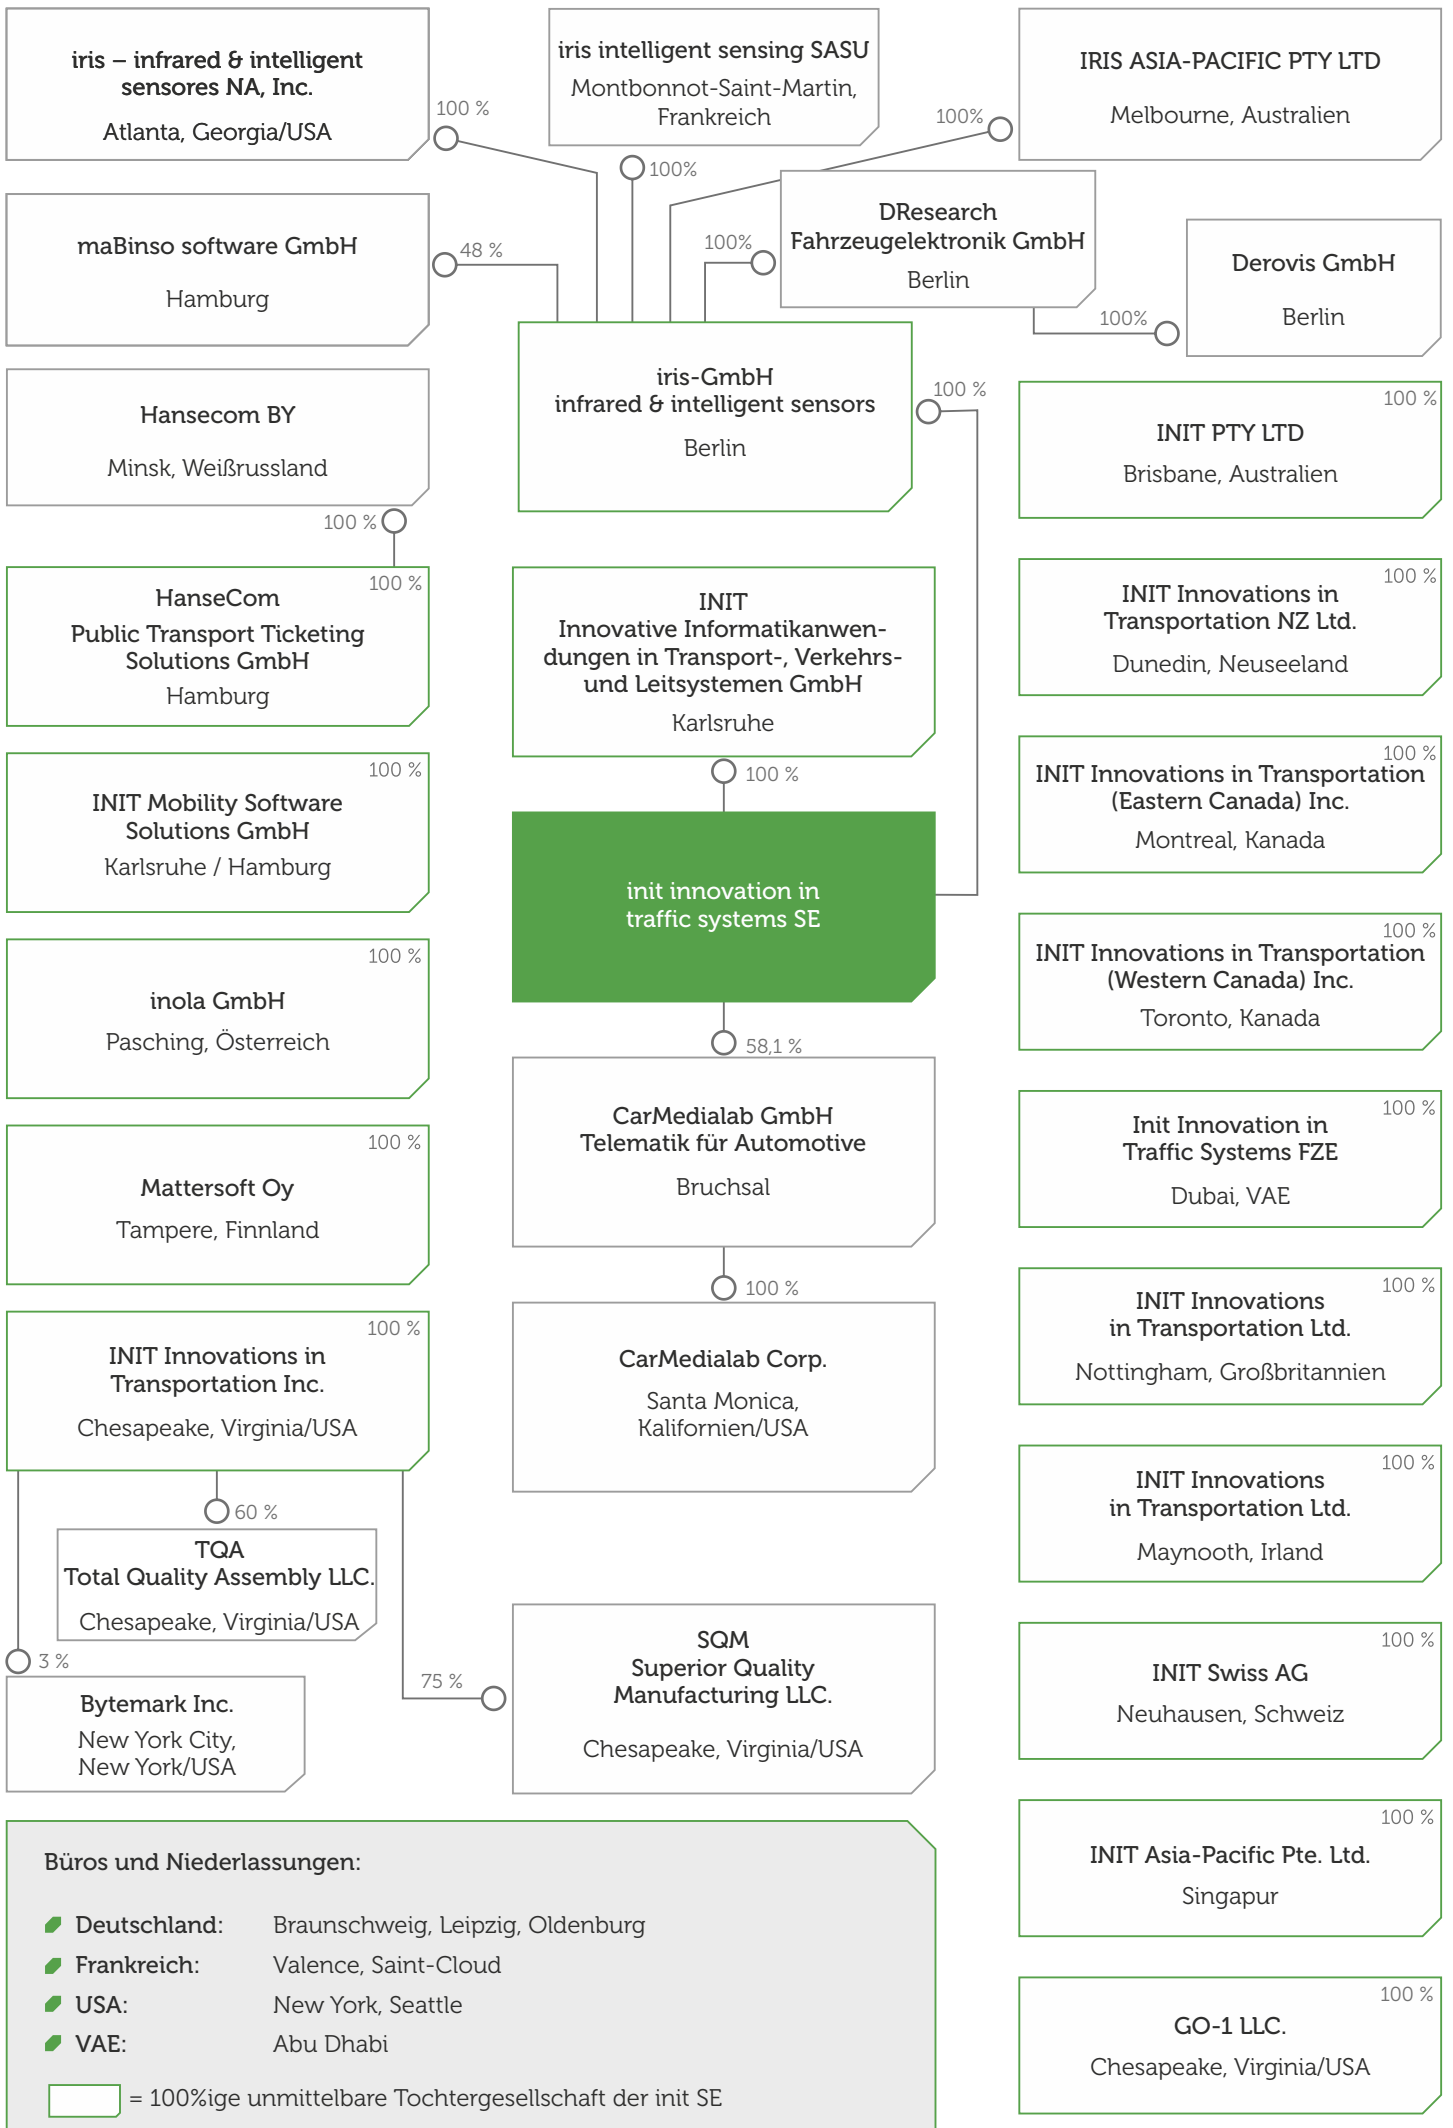 iris – infrared & intelligent
sensores NA, Inc.
Atlanta, Georgia/USA
100 %
iris intelligent sensing SASU
Montbonnot-Saint-Martin,
Frankreich
100%
IRIS ASIA-PACIFIC PTY LTD
Melbourne, Australien
100%
maBinso software GmbH
Hamburg
48 %
DResearch
Fahrzeugelektronik GmbH
Berlin
100%
Derovis GmbH
Berlin
100%
iris-GmbH
infrared & intelligent sensors
Berlin
100 %
Hansecom BY
Minsk, Weißrussland
100 %
HanseCom
Public Transport Ticketing
Solutions GmbH
Hamburg
100 %
INIT Mobility Software
Solutions GmbH
Karlsruhe / Hamburg
100 %
inola GmbH
Pasching, Österreich
100 %
Mattersoft Oy
Tampere, Finnland
100 %
INIT Innovations in
Transportation Inc.
Chesapeake, Virginia/USA
100 %
60 %
TQA
Total Quality Assembly LLC.
Chesapeake, Virginia/USA
3 %
Bytemark Inc.
New York City,
New York/USA
75 %
SQM
Superior Quality
Manufacturing LLC.
Chesapeake, Virginia/USA
INIT
Innovative Informatikanwen-
dungen in Transport-, Verkehrs-
und Leitsystemen GmbH
Karlsruhe
100 %
init innovation in
traffic systems SE
58,1 %
CarMedialab GmbH
Telematik für Automotive
Bruchsal
100 %
CarMedialab Corp.
Santa Monica,
Kalifornien/USA
100 %
INIT PTY LTD
Brisbane, Australien
100 %
INIT Innovations in
Transportation NZ Ltd.
Dunedin, Neuseeland
100 %
INIT Innovations in Transportation
(Eastern Canada) Inc.
Montreal, Kanada
100 %
INIT Innovations in Transportation
(Western Canada) Inc.
Toronto, Kanada
100 %
Init Innovation in
Traffic Systems FZE
Dubai, VAE
100 %
INIT Innovations
in Transportation Ltd.
Nottingham, Großbritannien
100 %
INIT Innovations
in Transportation Ltd.
Maynooth, Irland
100 %
INIT Swiss AG
Neuhausen, Schweiz
100 %
INIT Asia-Pacific Pte. Ltd.
Singapur
100 %
GO-1 LLC.
Chesapeake, Virginia/USA
Büros und Niederlassungen:
Deutschland: Braunschweig, Leipzig, Oldenburg
Frankreich: Valence, Saint-Cloud
USA: New York, Seattle
VAE: Abu Dhabi
= 100%ige unmittelbare Tochtergesellschaft der init SE